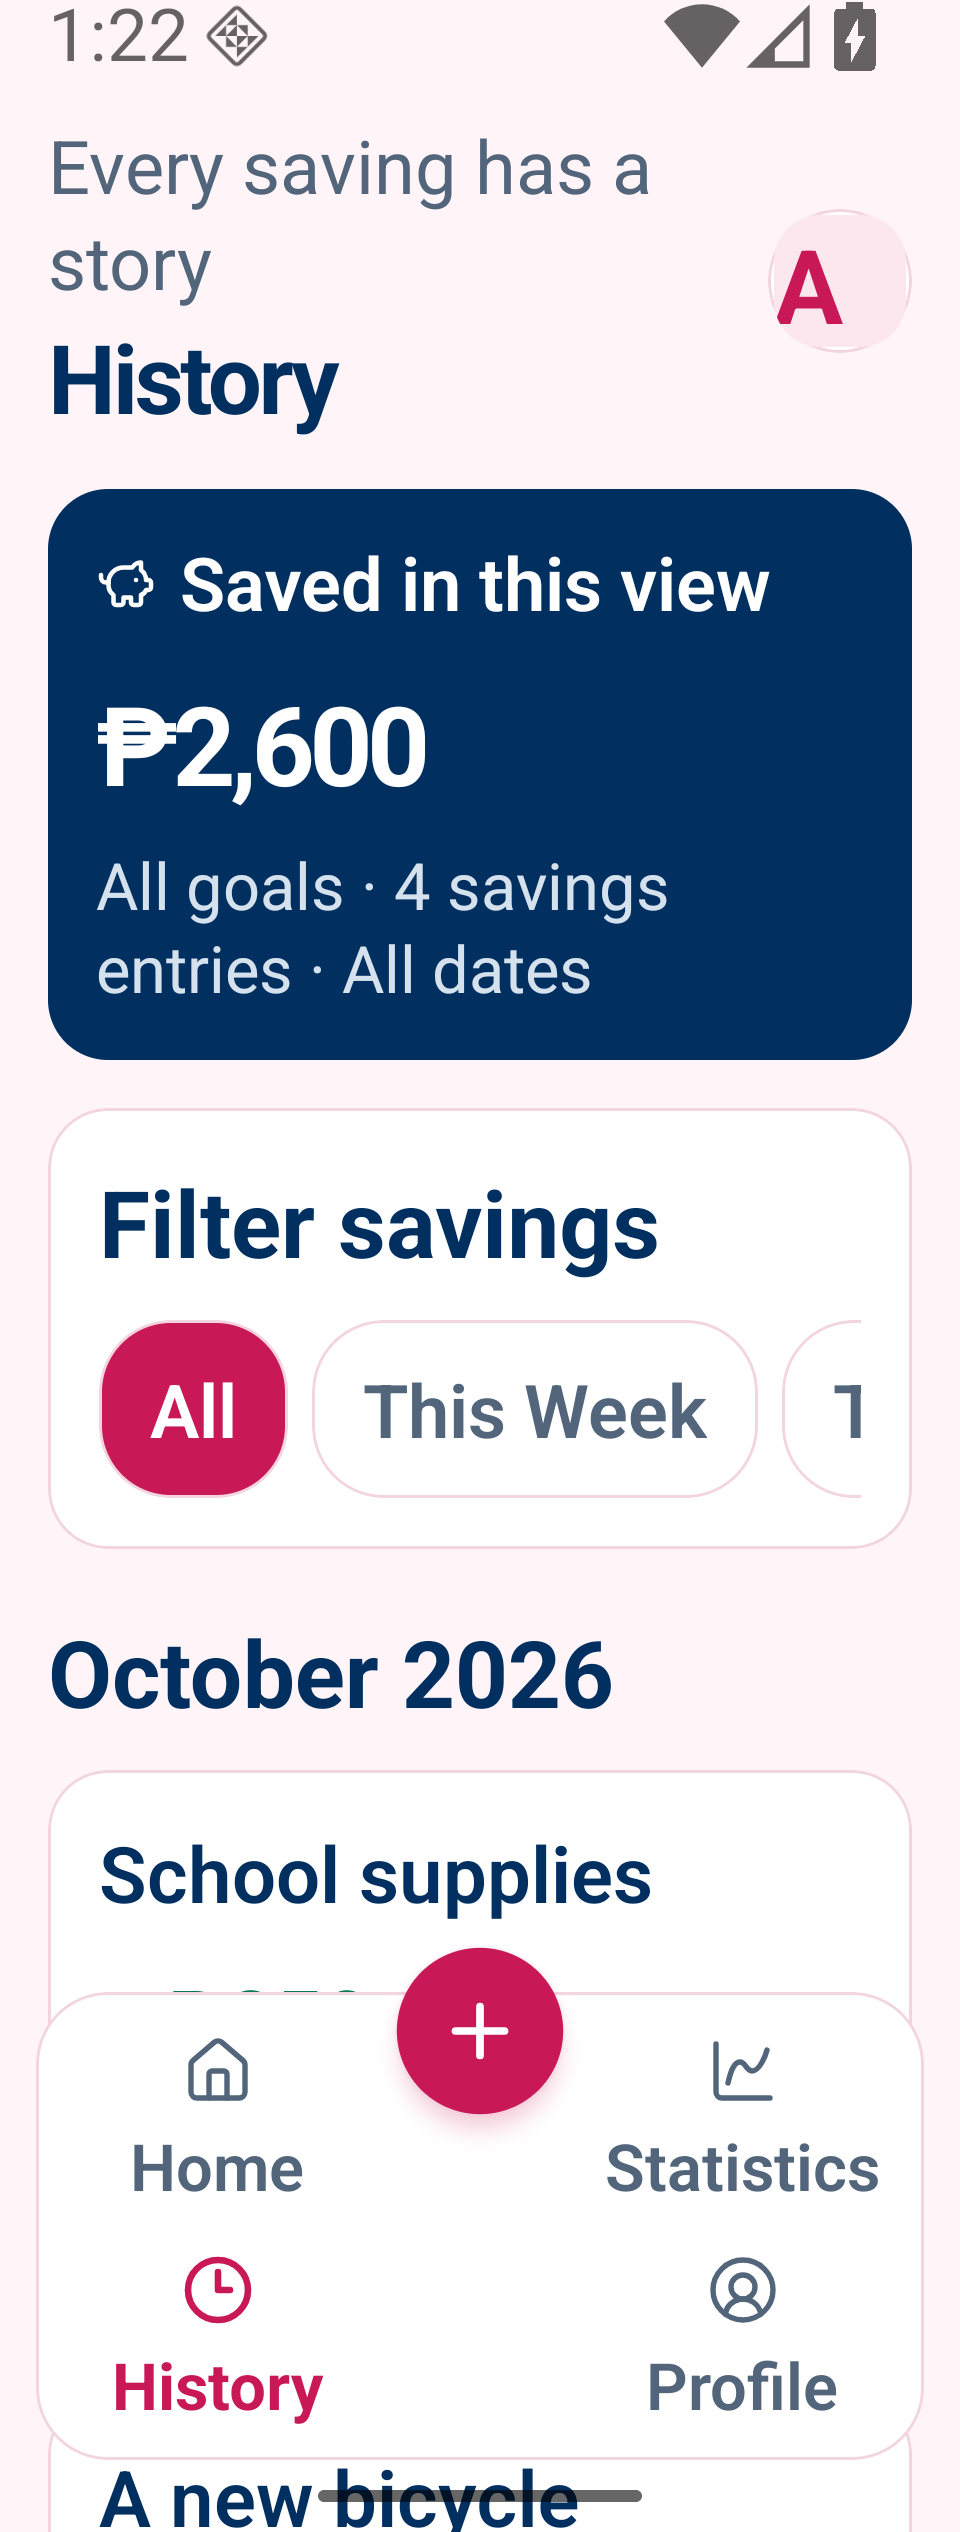 1:22
Every saving has a
story
A
History
Saved in this view
₱2,600
All goals · 4 savings
entries · All dates
Filter savings
All
This Week
October 2026
School supplies
Home
Statistics
History
Profile
A new bicycle